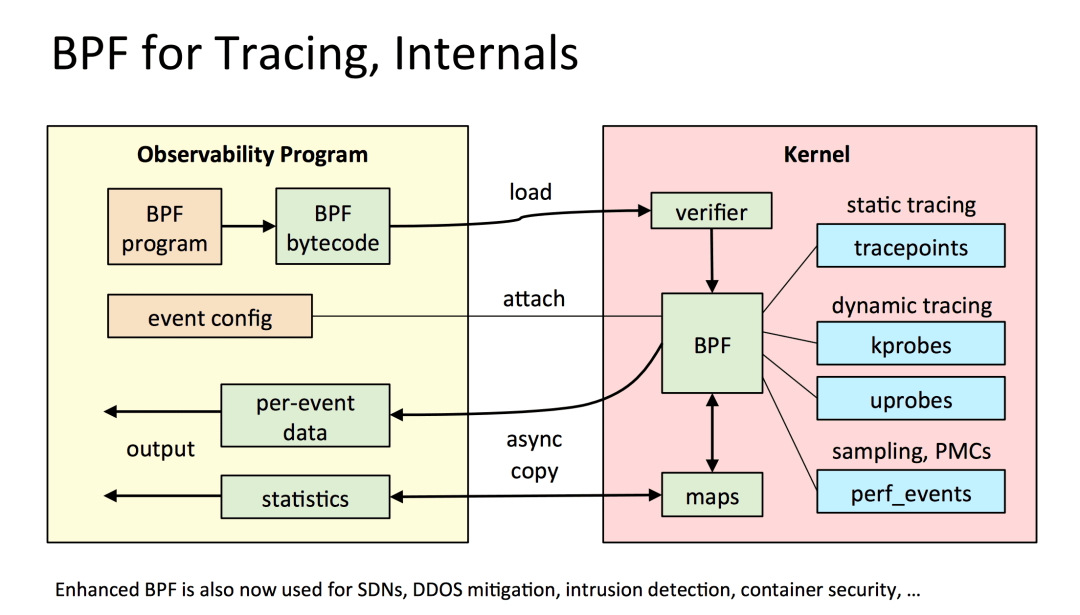 BPF for Tracing, Internals
Observability Program
BPF
program
BPF
bytecode
event config
per-event
data
output
statistics
load
attach
async
copy
Kernel
verifier
BPF
maps
static tracing
tracepoints
dynamic tracing
kprobes
uprobes
sampling, PMCs
perf_events
Enhanced BPF is also now used for SDNs, DDOS mitigation, intrusion detection, container security, ...